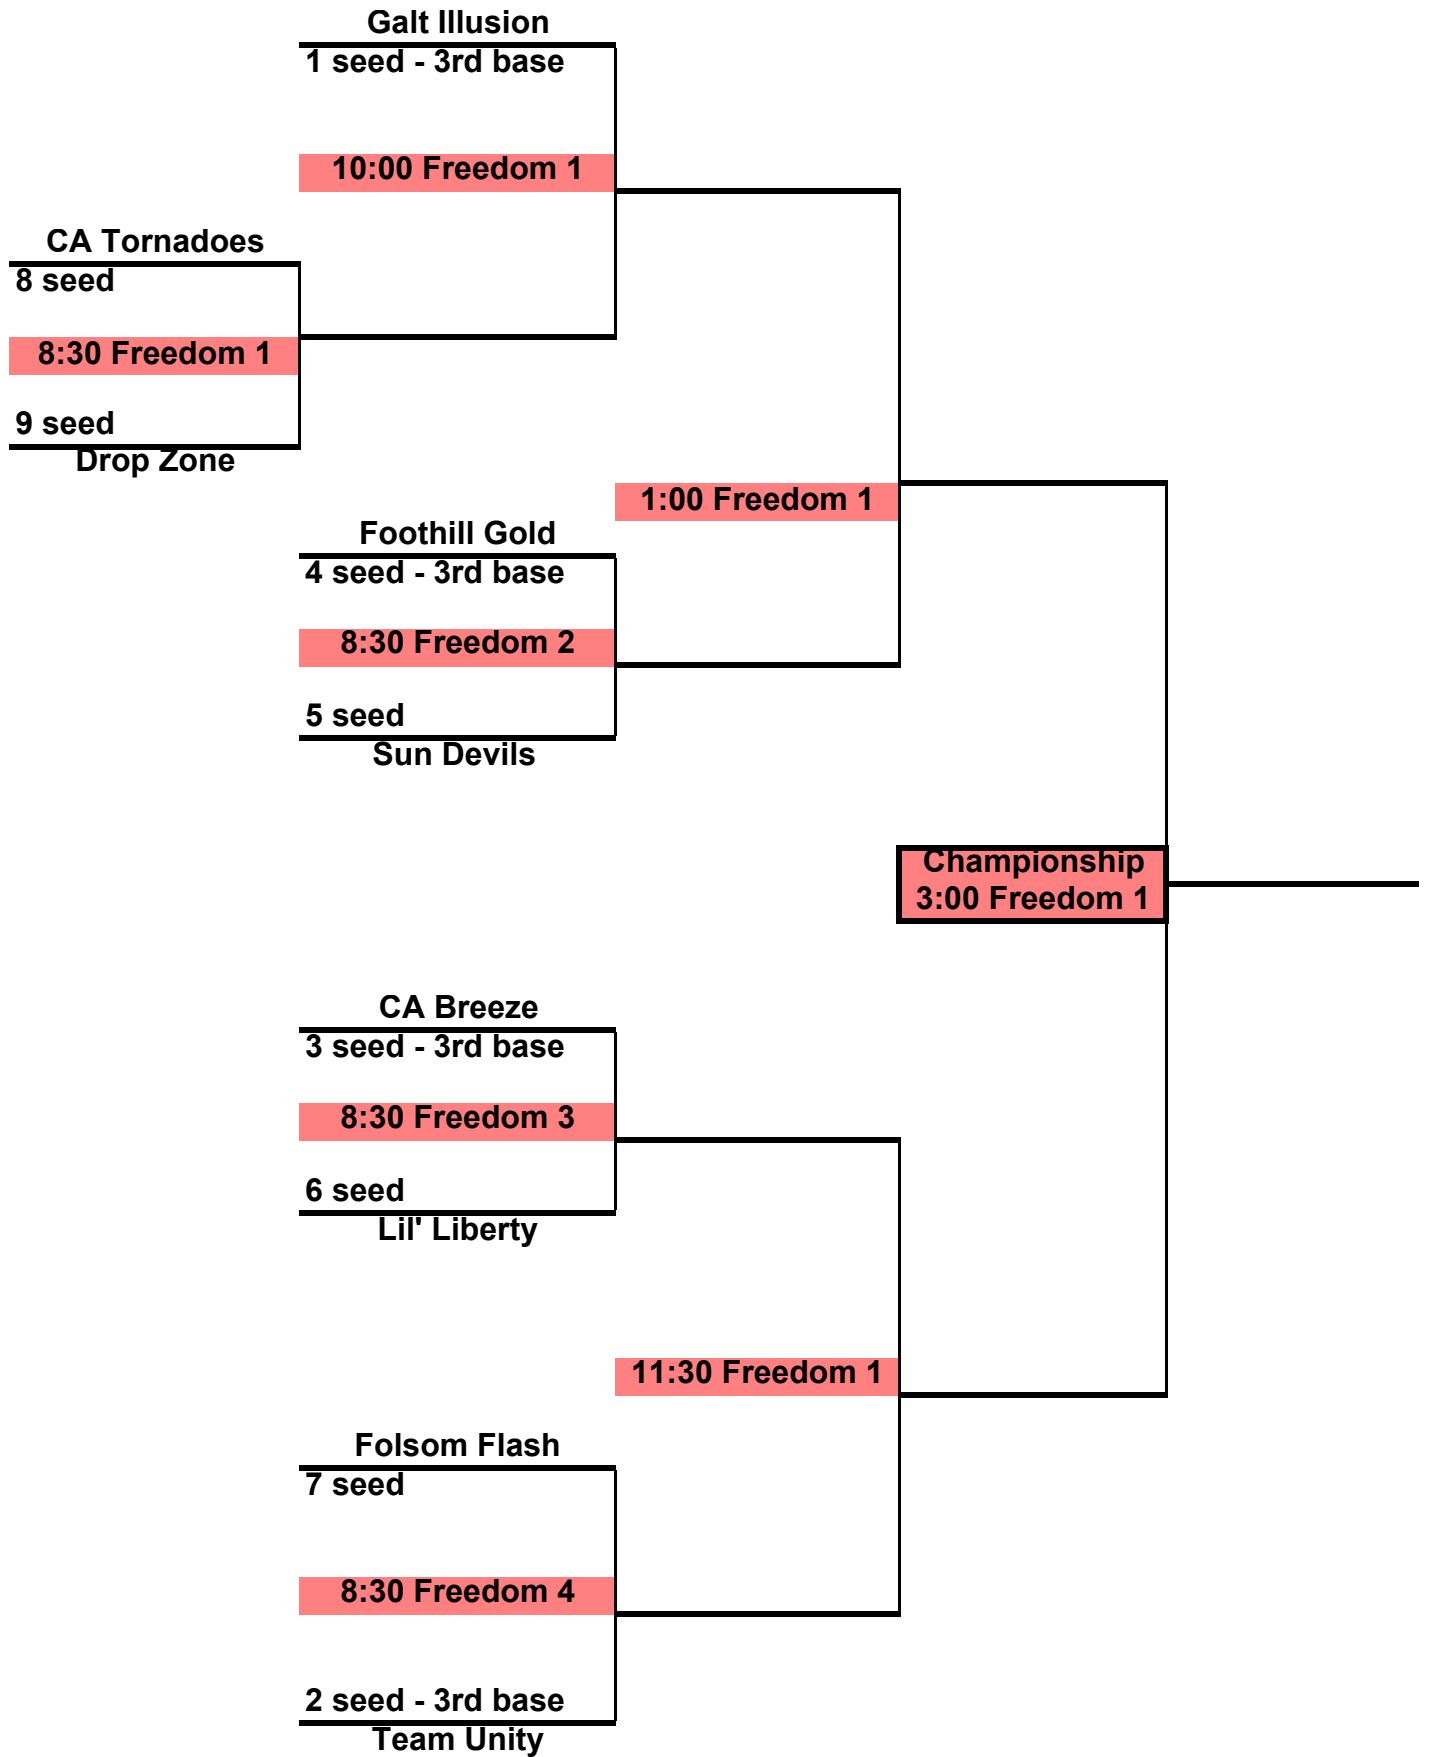 Galt Illusion
1 seed - 3rd base
10:00 Freedom 1
CA Tornadoes
8 seed
8:30 Freedom 1
9 seed
Drop Zone
1:00 Freedom 1
Foothill Gold
4 seed - 3rd base
8:30 Freedom 2
5 seed
Sun Devils
Championship
3:00 Freedom 1
CA Breeze
3 seed - 3rd base
8:30 Freedom 3
6 seed
Lil' Liberty
11:30 Freedom 1
Folsom Flash
7 seed
8:30 Freedom 4
2 seed - 3rd base
Team Unity